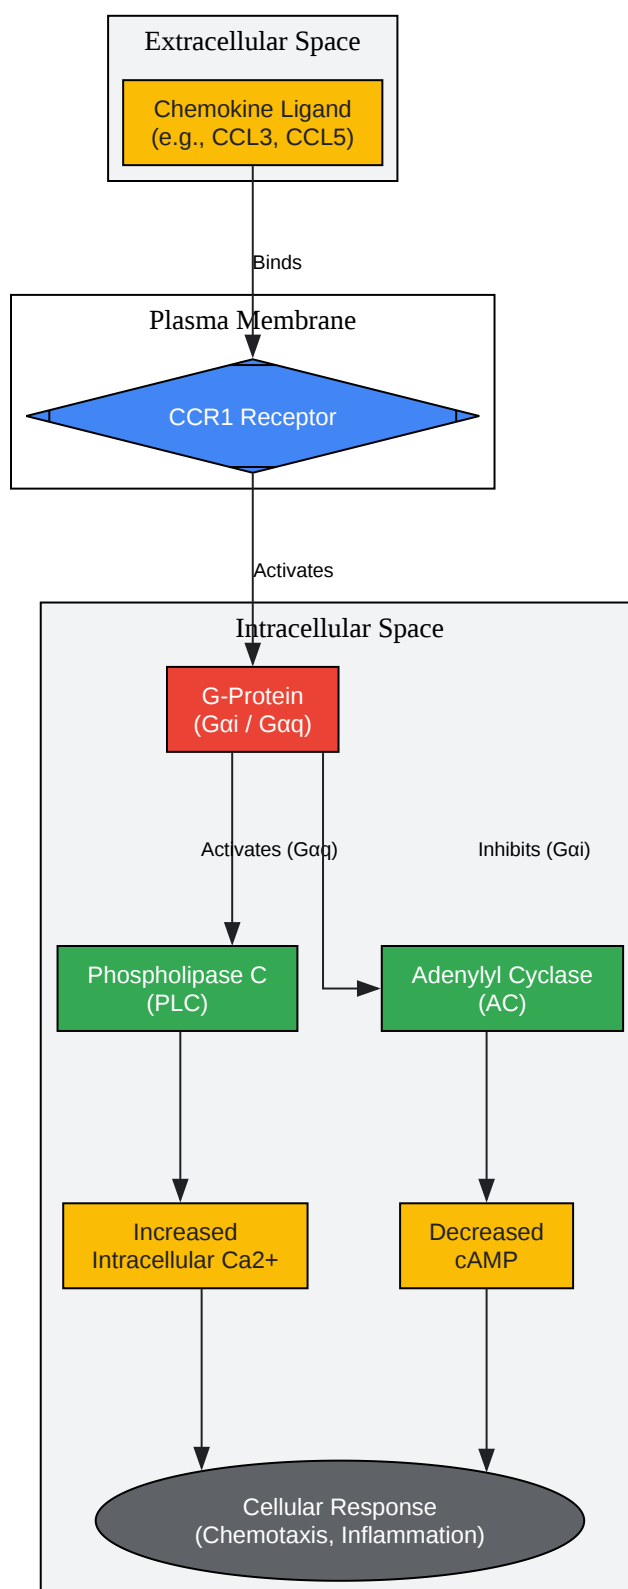 Extracellular Space
Chemokine Ligand
(e.g., CCL3, CCL5)
Binds
Plasma Membrane
CCR1 Receptor
Activates
Intracellular Space
G-Protein
(Gαi / Gαq)
Activates (Gαq)
Inhibits (Gαi)
Phospholipase C
(PLC)
Adenylyl Cyclase
(AC)
Increased
Intracellular Ca2+
Decreased
cAMP
Cellular Response
(Chemotaxis, Inflammation)